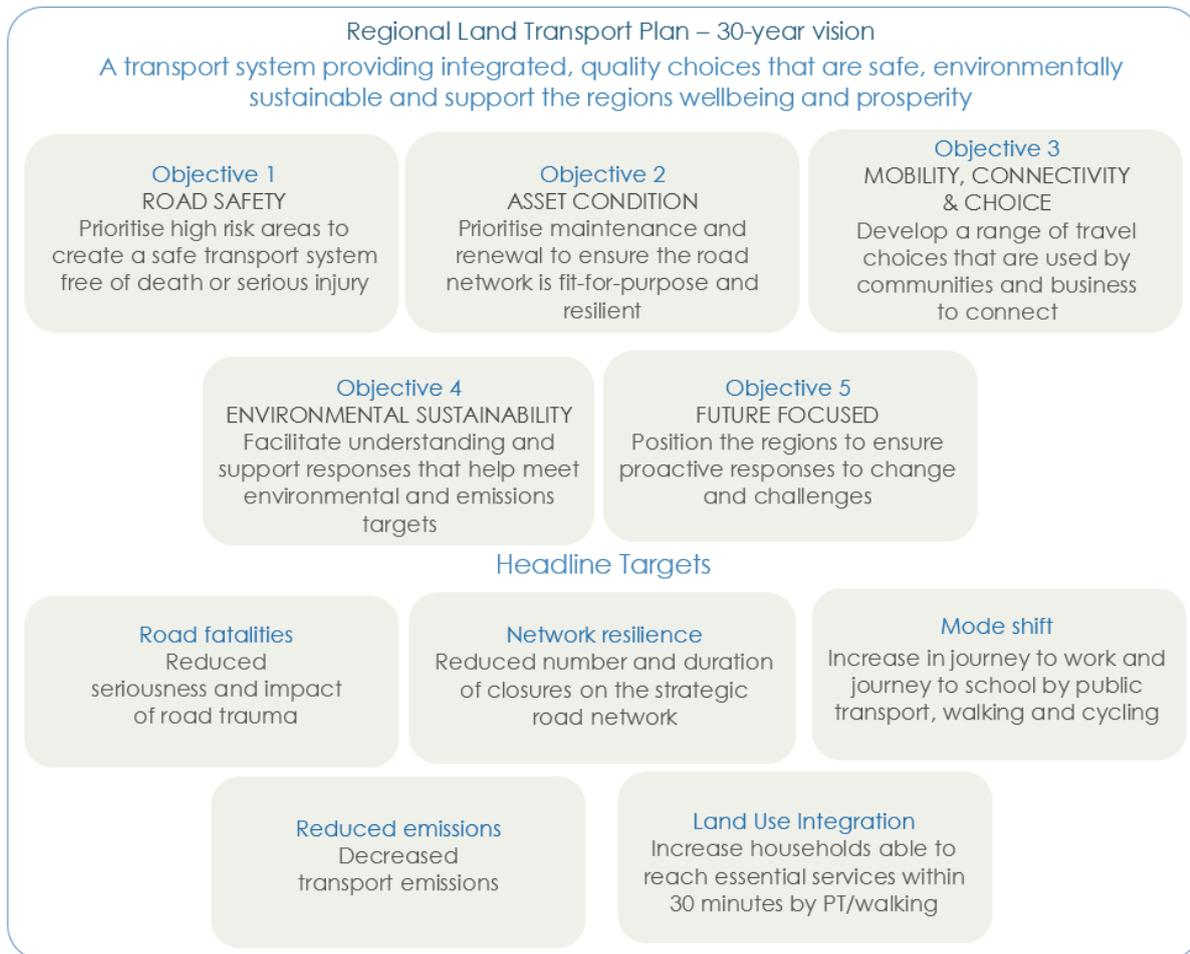 Regional Land Transport Plan – 30-year vision
A transport system providing integrated, quality choices that are safe, environmentally
sustainable and support the regions wellbeing and prosperity
Objective 1
ROAD SAFETY
Prioritise high risk areas to
create a safe transport system
free of death or serious injury
Objective 2
ASSET CONDITION
Prioritise maintenance and
renewal to ensure the road
network is fit-for-purpose and
resilient
Objective 3
MOBILITY, CONNECTIVITY
& CHOICE
Develop a range of travel
choices that are used by
communities and business
to connect
Objective 4
ENVIRONMENTAL SUSTAINABILITY
Facilitate understanding and
support responses that help meet
environmental and emissions
targets
Objective 5
FUTURE FOCUSED
Position the regions to ensure
proactive responses to change
and challenges
Headline Targets
Road fatalities
Reduced
seriousness and impact
of road trauma
Network resilience
Reduced number and duration
of closures on the strategic
road network
Mode shift
Increase in journey to work and
journey to school by public
transport, walking and cycling
Reduced emissions
Decreased
transport emissions
Land Use Integration
Increase households able to
reach essential services within
30 minutes by PT/walking